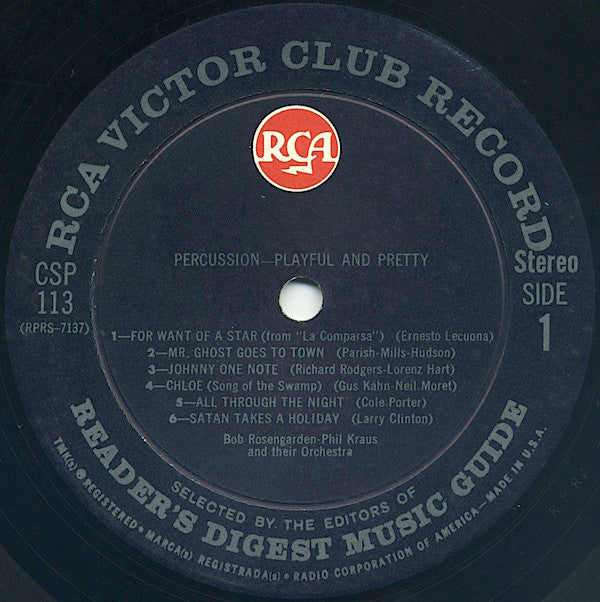 RCA VICTOR CLUB RECORD
RCA
PERCUSSION—PLAYFUL AND PRETTY
CSP
113
(RPRS-7137)
Stereo
SIDE
1
1—FOR WANT OF A STAR (from "La Comparsa") (Ernesto Lecuona)
2—MR. GHOST GOES TO TOWN (Parish-Mills-Hudson)
3—JOHNNY ONE NOTE (Richard Rodgers-Lorenz Hart)
4—CHLOE (Song of the Swamp) (Gus Kahn-Neil Moret)
5—ALL THROUGH THE NIGHT (Cole Porter)
6—SATAN TAKES A HOLIDAY (Larry Clinton)
Bob Rosengarden-Phil Kraus
and their Orchestra
SELECTED BY THE EDITORS OF
READER'S DIGEST MUSIC GUIDE
TMK(s) ® REGISTERED • MARCA(s) REGISTRADA(s) • RADIO CORPORATION OF AMERICA—MADE IN U.S.A.